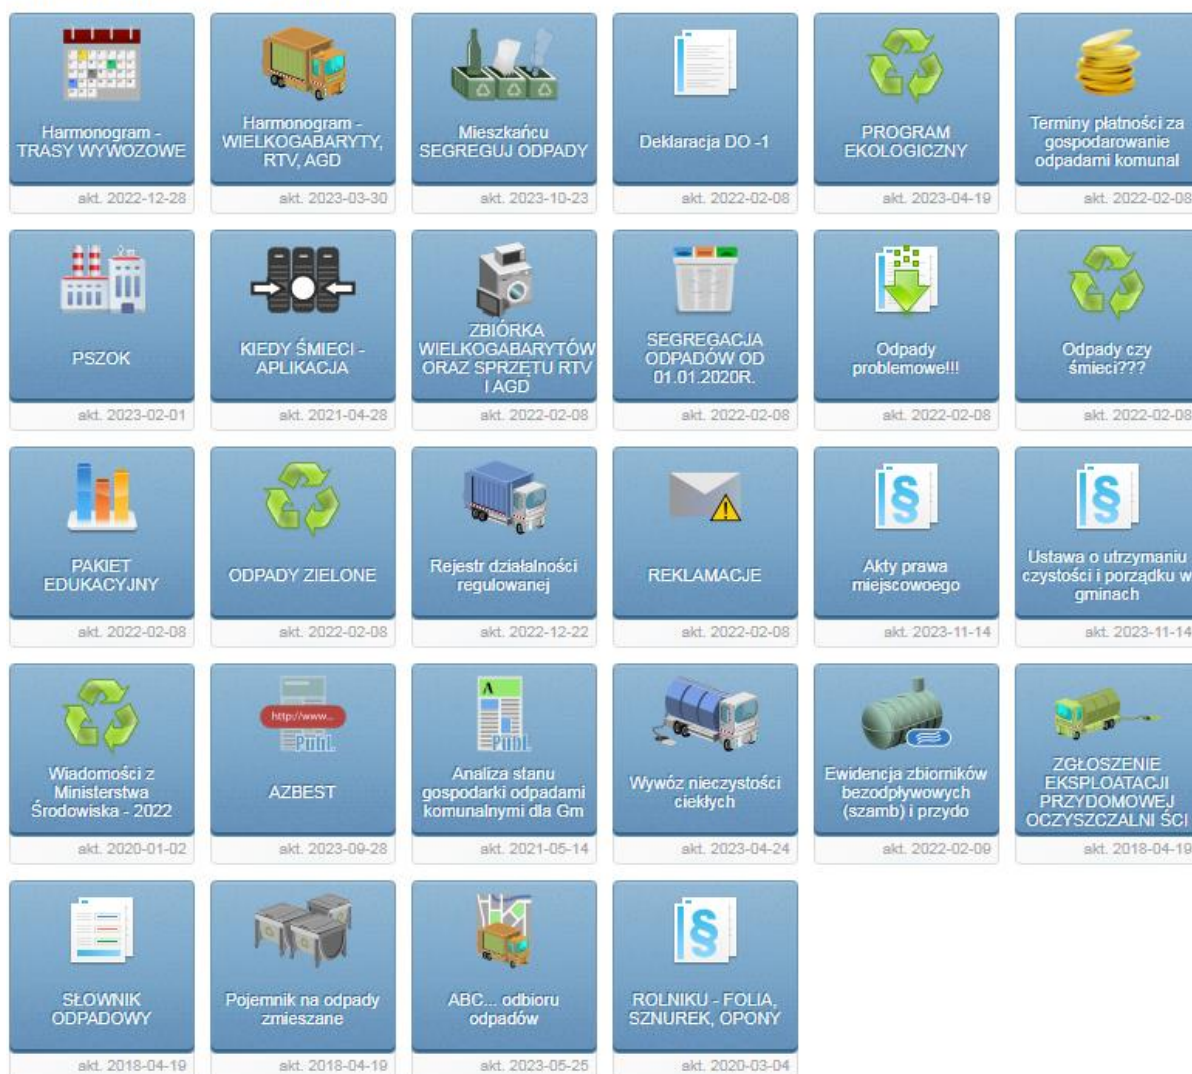 Harmonogram -
TRASY WYWOZOWE
akt. 2022-12-28
Harmonogram -
WIELKOGABARYTY,
RTV, AGD
akt. 2023-03-30
Mieszkańcu
SEGREGUJ ODPADY
akt. 2023-10-23
Deklaracja DO -1
akt. 2022-02-08
PROGRAM
EKOLOGICZNY
akt. 2023-04-19
Terminy płatności za
gospodarowanie
odpadami komunal
akt. 2022-02-08
PSZOK
akt. 2023-02-01
KIEDY ŚMIECI -
APLIKACJA
akt. 2021-04-28
ZBIÓRKA
WIELKOGABARYTÓW
ORAZ SPRZĘTU RTV
I AGD
akt. 2022-02-08
SEGREGACJA
ODPADÓW OD
01.01.2020R.
akt. 2022-02-08
Odpady
problemowe!!!
akt. 2022-02-08
Odpady czy
śmieci???
akt. 2022-02-08
PAKIET
EDUKACYJNY
akt. 2022-02-08
ODPADY ZIELONE
akt. 2022-02-08
Rejestr działalności
regulowanej
akt. 2022-12-22
REKLAMACJE
akt. 2022-02-08
§
Akty prawa
miejscowoego
akt. 2023-11-14
§
Ustawa o utrzymaniu
czystości i porządku w
gminach
akt. 2023-11-14
Wiadomości z
Ministerstwa
Środowiska - 2022
akt. 2020-01-02
http://www...
Publ.
AZBEST
akt. 2023-09-28
A
Publ.
Analiza stanu
gospodarki odpadami
komunalnymi dla Gm
akt. 2021-05-14
Wywóz nieczystości
ciekłych
akt. 2023-04-24
Ewidencja zbiorników
bezodpływowych
(szamb) i przydo
akt. 2022-02-09
ZGŁOSZENIE
EKSPLOATACJI
PRZYDOMOWEJ
OCZYSZCZALNI ŚCI
akt. 2018-04-19
SŁOWNIK
ODPADOWY
akt. 2018-04-19
Pojemnik na odpady
zmieszane
akt. 2018-04-19
ABC... odbioru
odpadów
akt. 2023-05-25
§
ROLNIKU - FOLIA,
SZNUREK, OPONY
akt. 2020-03-04